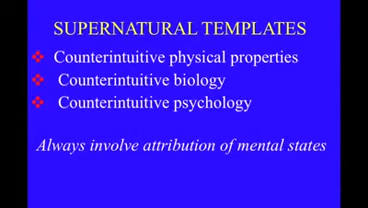 SUPERNATURAL TEMPLATES
Counterintuitive physical properties
Counterintuitive biology
Counterintuitive psychology
Always involve attribution of mental states